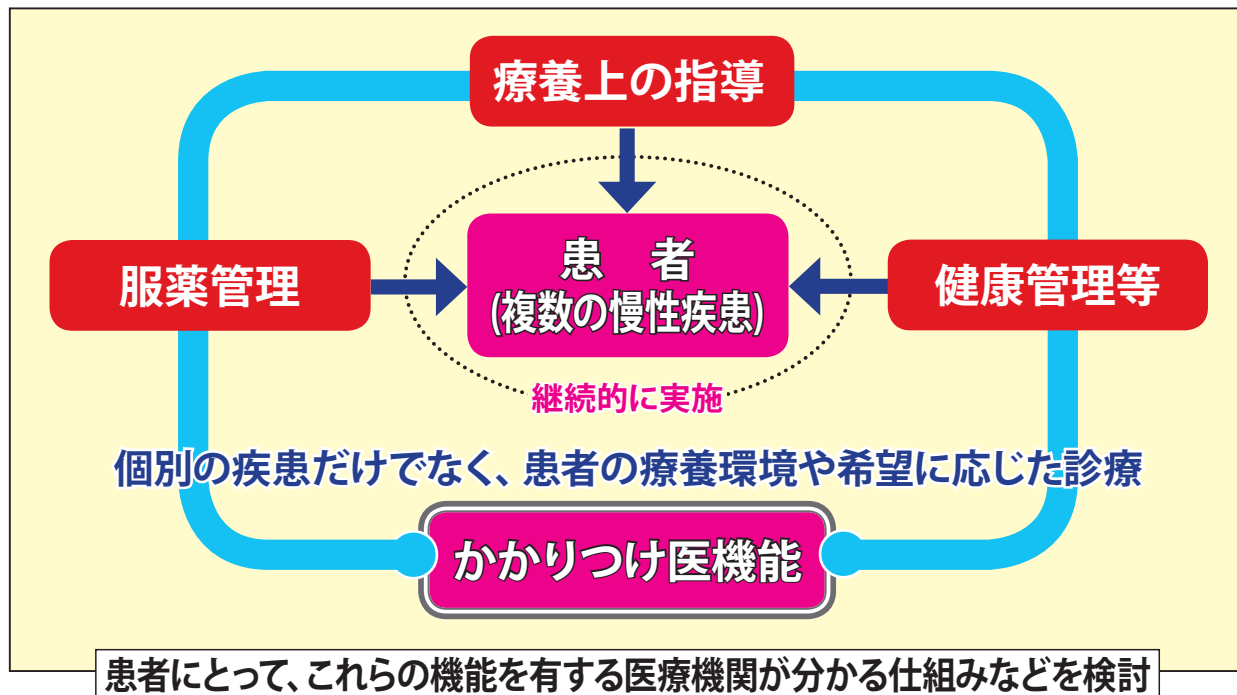 療養上の指導
服薬管理
患　者
(複数の慢性疾患)
健康管理等
継続的に実施
個別の疾患だけでなく、患者の療養環境や希望に応じた診療
かかりつけ医機能
患者にとって、これらの機能を有する医療機関が分かる仕組みなどを検討